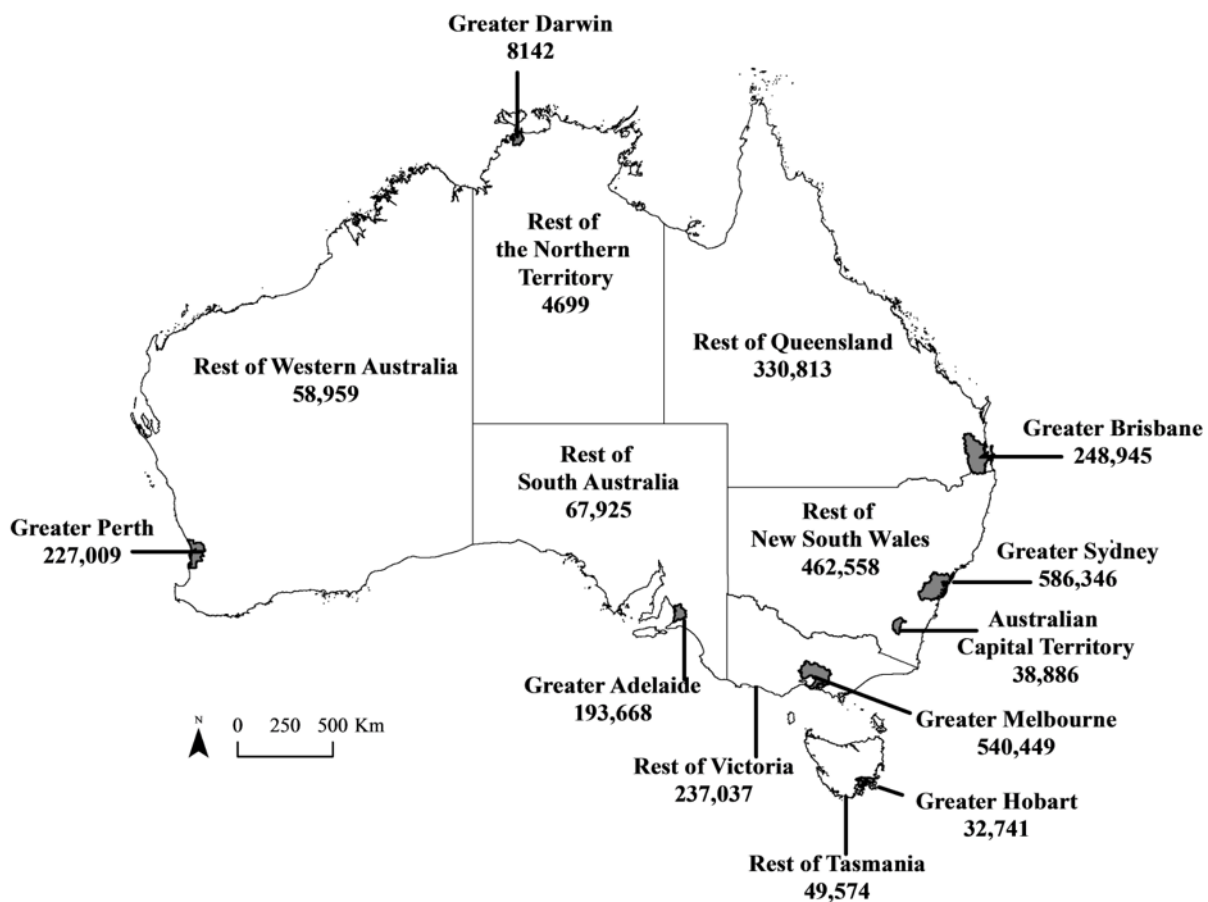 Greater Darwin
8142
Rest of
the Northern
Territory
4699
Rest of Western Australia
58,959
Rest of Queensland
330,813
Greater Brisbane
248,945
Rest of
South Australia
67,925
Rest of
New South Wales
462,558
Greater Perth
227,009
Greater Sydney
586,346
Australian
Capital Territory
38,886
Greater Adelaide
193,668
Greater Melbourne
540,449
N
0 250 500 Km
Rest of Victoria
237,037
Greater Hobart
32,741
Rest of Tasmania
49,574